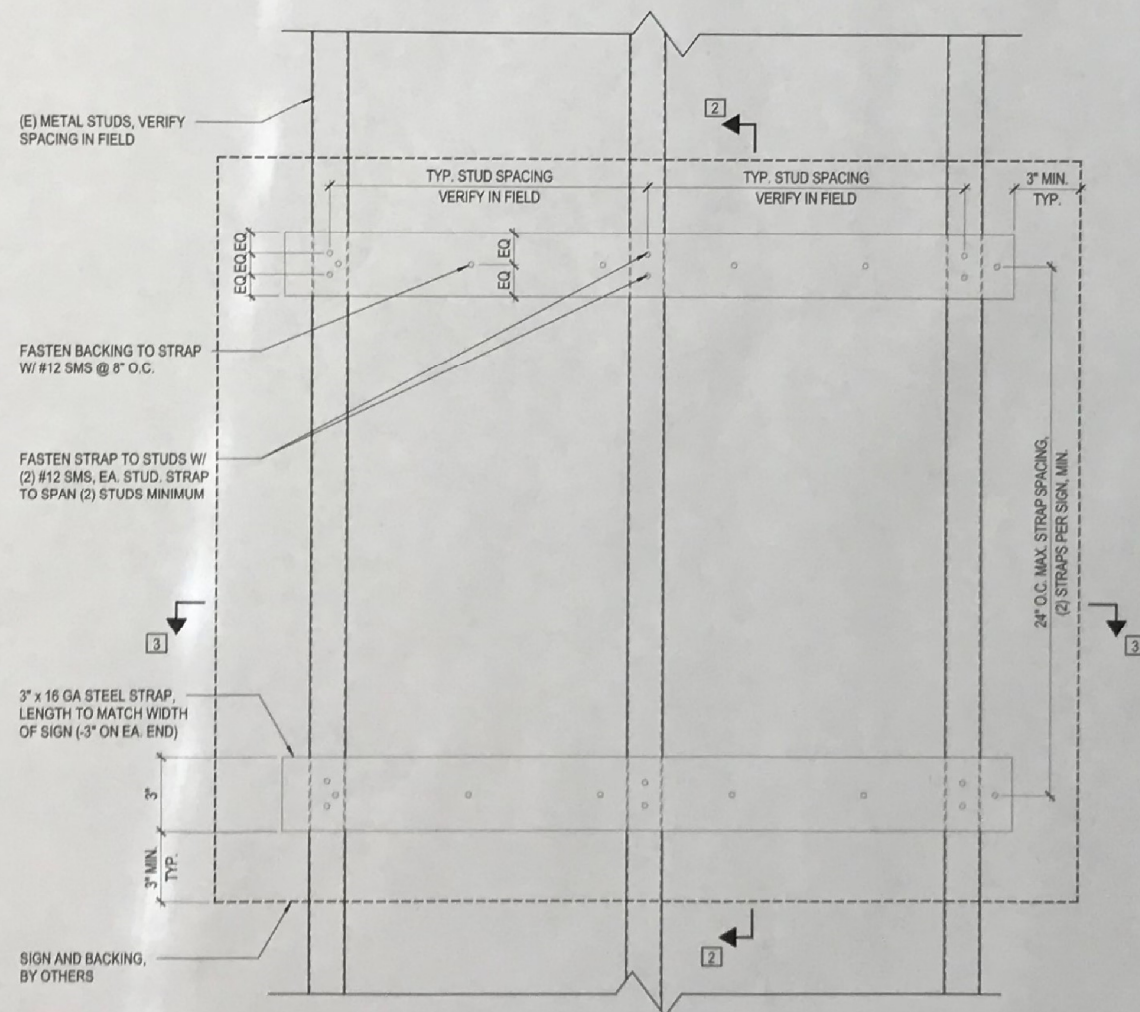 (E) METAL STUDS, VERIFY
SPACING IN FIELD
2
TYP. STUD SPACING
VERIFY IN FIELD
TYP. STUD SPACING
VERIFY IN FIELD
3" MIN.
TYP.
EQ
EQ
EQ
EQ
EQ
FASTEN BACKING TO STRAP
W/ #12 SMS @ 8" O.C.
FASTEN STRAP TO STUDS W/
(2) #12 SMS, EA. STUD. STRAP
TO SPAN (2) STUDS MINIMUM
24" O.C. MAX. STRAP SPACING,
(2) STRAPS PER SIGN, MIN.
3
3
3" x 16 GA STEEL STRAP,
LENGTH TO MATCH WIDTH
OF SIGN (-3" ON EA. END)
3"
3" MIN.
TYP.
SIGN AND BACKING,
BY OTHERS
2